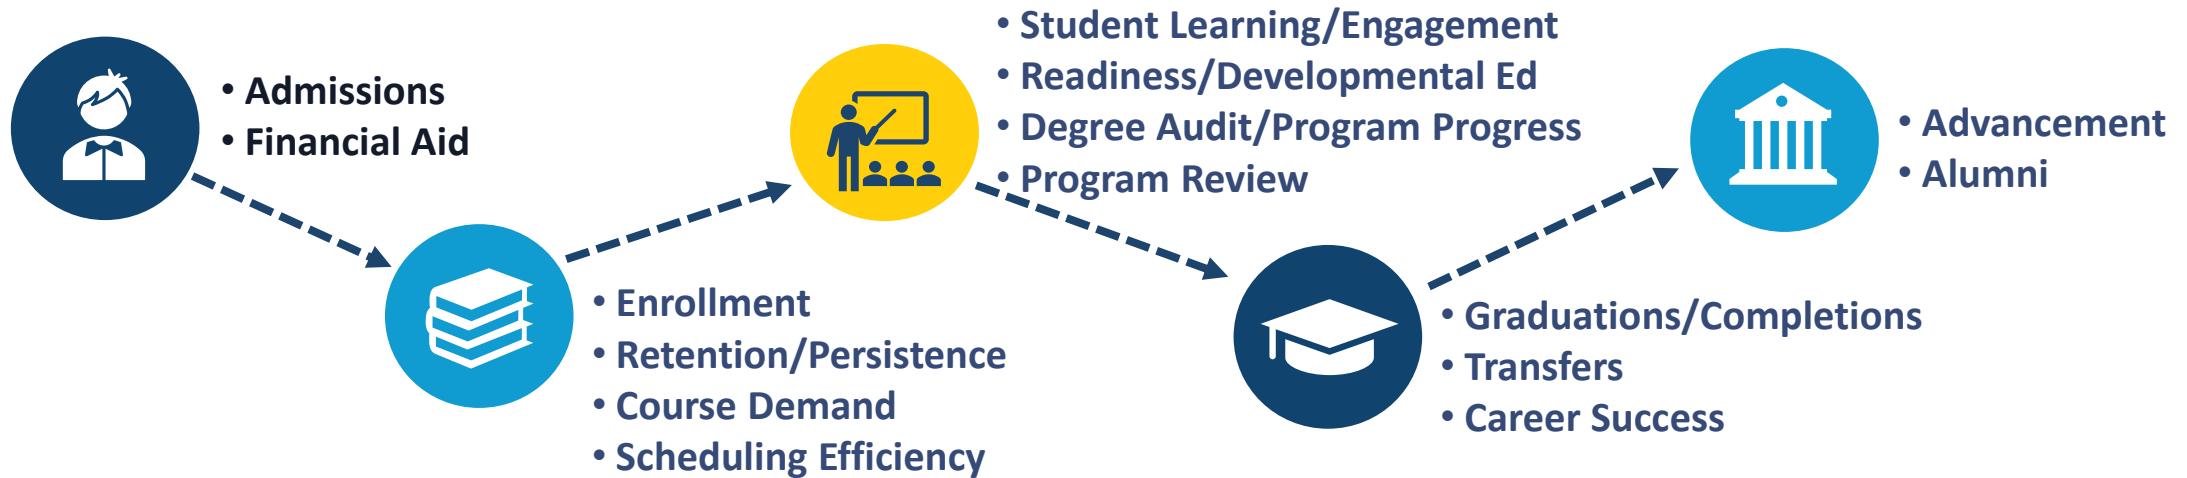 • Admissions
• Financial Aid
• Enrollment
• Retention/Persistence
• Course Demand
• Scheduling Efficiency
• Student Learning/Engagement
• Readiness/Developmental Ed
• Degree Audit/Program Progress
• Program Review
• Graduations/Completions
• Transfers
• Career Success
• Advancement
• Alumni